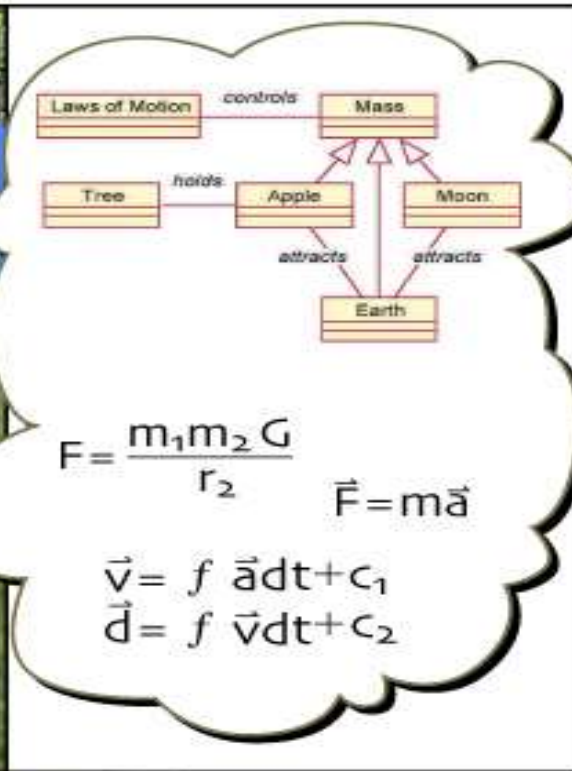 Laws of Motion controls Mass
Tree holds Apple Moon
attracts attracts
Earth
F = m₁m₂ G / r₂
F⃗ = ma⃗
v⃗ = ƒ a⃗dt + c₁
d⃗ = ƒ v⃗dt + c₂